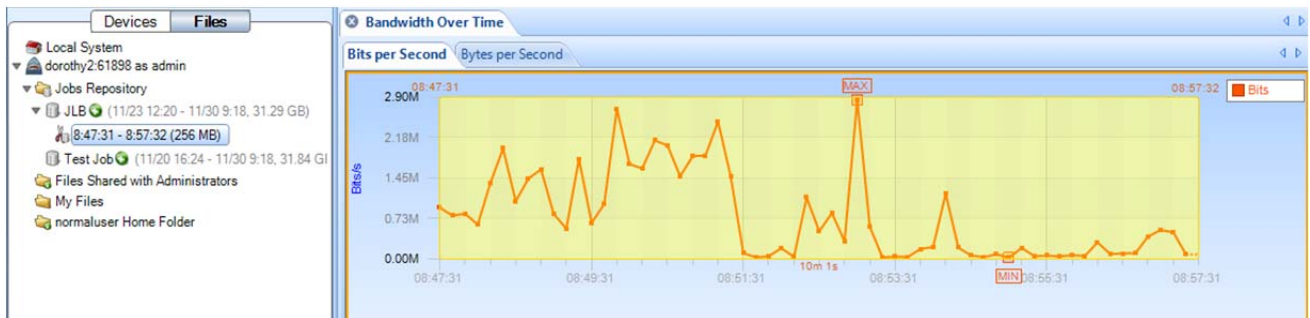 Devices Files
Local System
dorothy2:61898 as admin
Jobs Repository
JLB (11/23 12:20 - 11/30 9:18, 31.29 GB)
8:47:31 - 8:57:32 (256 MB)
Test Job (11/20 16:24 - 11/30 9:18, 31.84 GI
Files Shared with Administrators
My Files
normaluser Home Folder
Bandwidth Over Time
Bits per Second Bytes per Second
08:47:31 MAX 08:57:32
Bits
2.90M
2.18M
1.45M
0.73M
0.00M
Bits/s
10m 1s
MIN
08:47:31 08:49:31 08:51:31 08:53:31 08:55:31 08:57:31